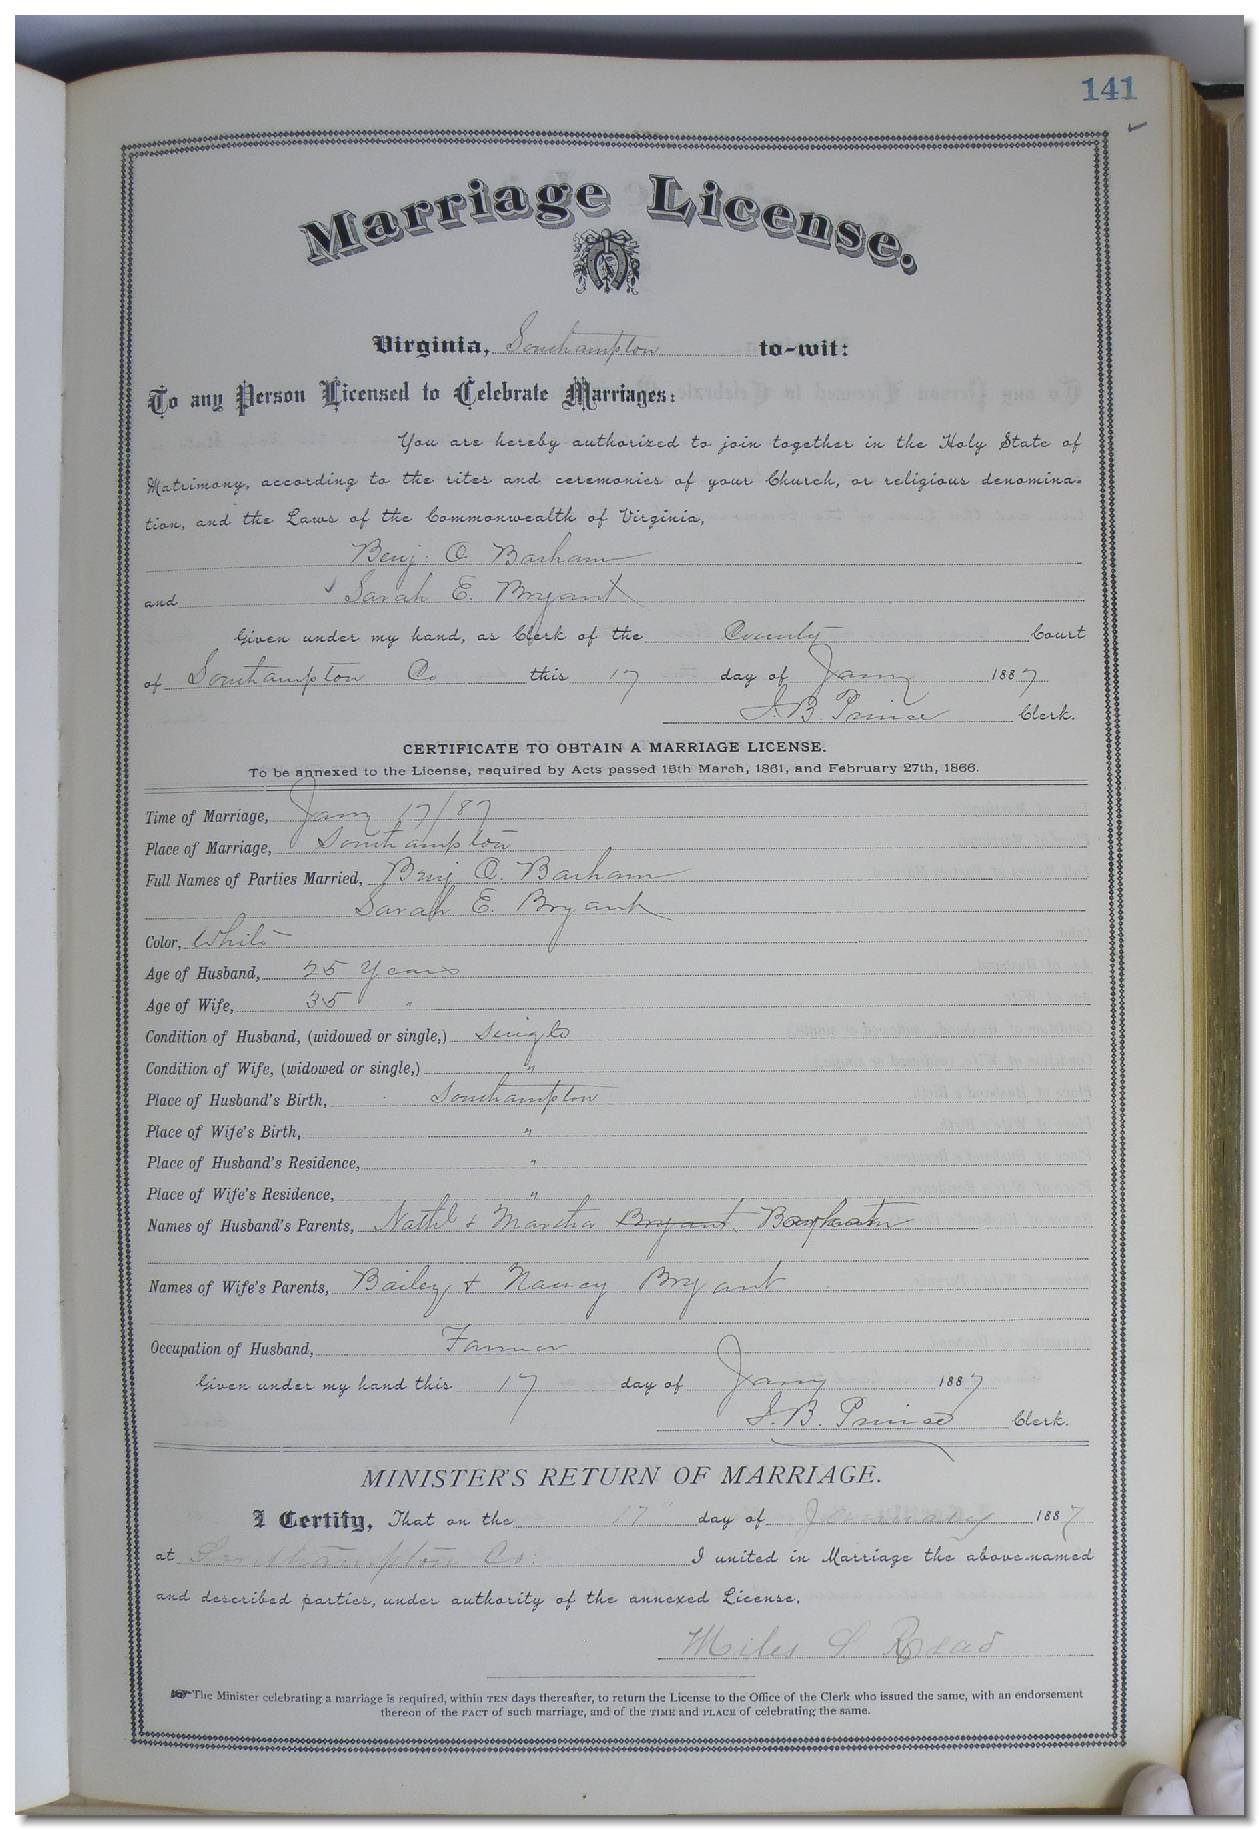 141
Marriage License.
Virginia, Southampton to-wit:
To any Person Licensed to Celebrate Marriages:
You are hereby authorized to join together in the Holy State of
Matrimony, according to the rites and ceremonies of your Church, or religious denomina-
tion, and the Laws of the Commonwealth of Virginia,
Benj. O. Barham
and Sarah E. Bryant
Given under my hand, as Clerk of the County Court
of Southampton Co this 17 day of Jany 1887
J. B. Prince Clerk.
CERTIFICATE TO OBTAIN A MARRIAGE LICENSE.
To be annexed to the License, required by Acts passed 15th March, 1861, and February 27th, 1866.
Time of Marriage, Jany 17/87
Place of Marriage, Southampton
Full Names of Parties Married, Benj O. Barham
Sarah E. Bryant
Color, White
Age of Husband, 25 Years
Age of Wife, 35 "
Condition of Husband, (widowed or single,) Single
Condition of Wife, (widowed or single,) "
Place of Husband's Birth, Southampton
Place of Wife's Birth, "
Place of Husband's Residence, "
Place of Wife's Residence, "
Names of Husband's Parents, Nathl & Martha Bryant Barham
Names of Wife's Parents, Bailey & Nancy Bryant
Occupation of Husband, Farmer
Given under my hand this 17 day of Jany 1887
J. B. Prince Clerk.
MINISTER'S RETURN OF MARRIAGE.
I Certify, That on the 17" day of January 1887
at Southampton Co: I united in Marriage the above-named
and described parties, under authority of the annexed License.
Miles
The Minister celebrating a marriage is required, within TEN days thereafter, to return the License to the Office of the Clerk who issued the same, with an endorsement
thereon of the FACT of such marriage, and of the TIME and PLACE of celebrating the same.